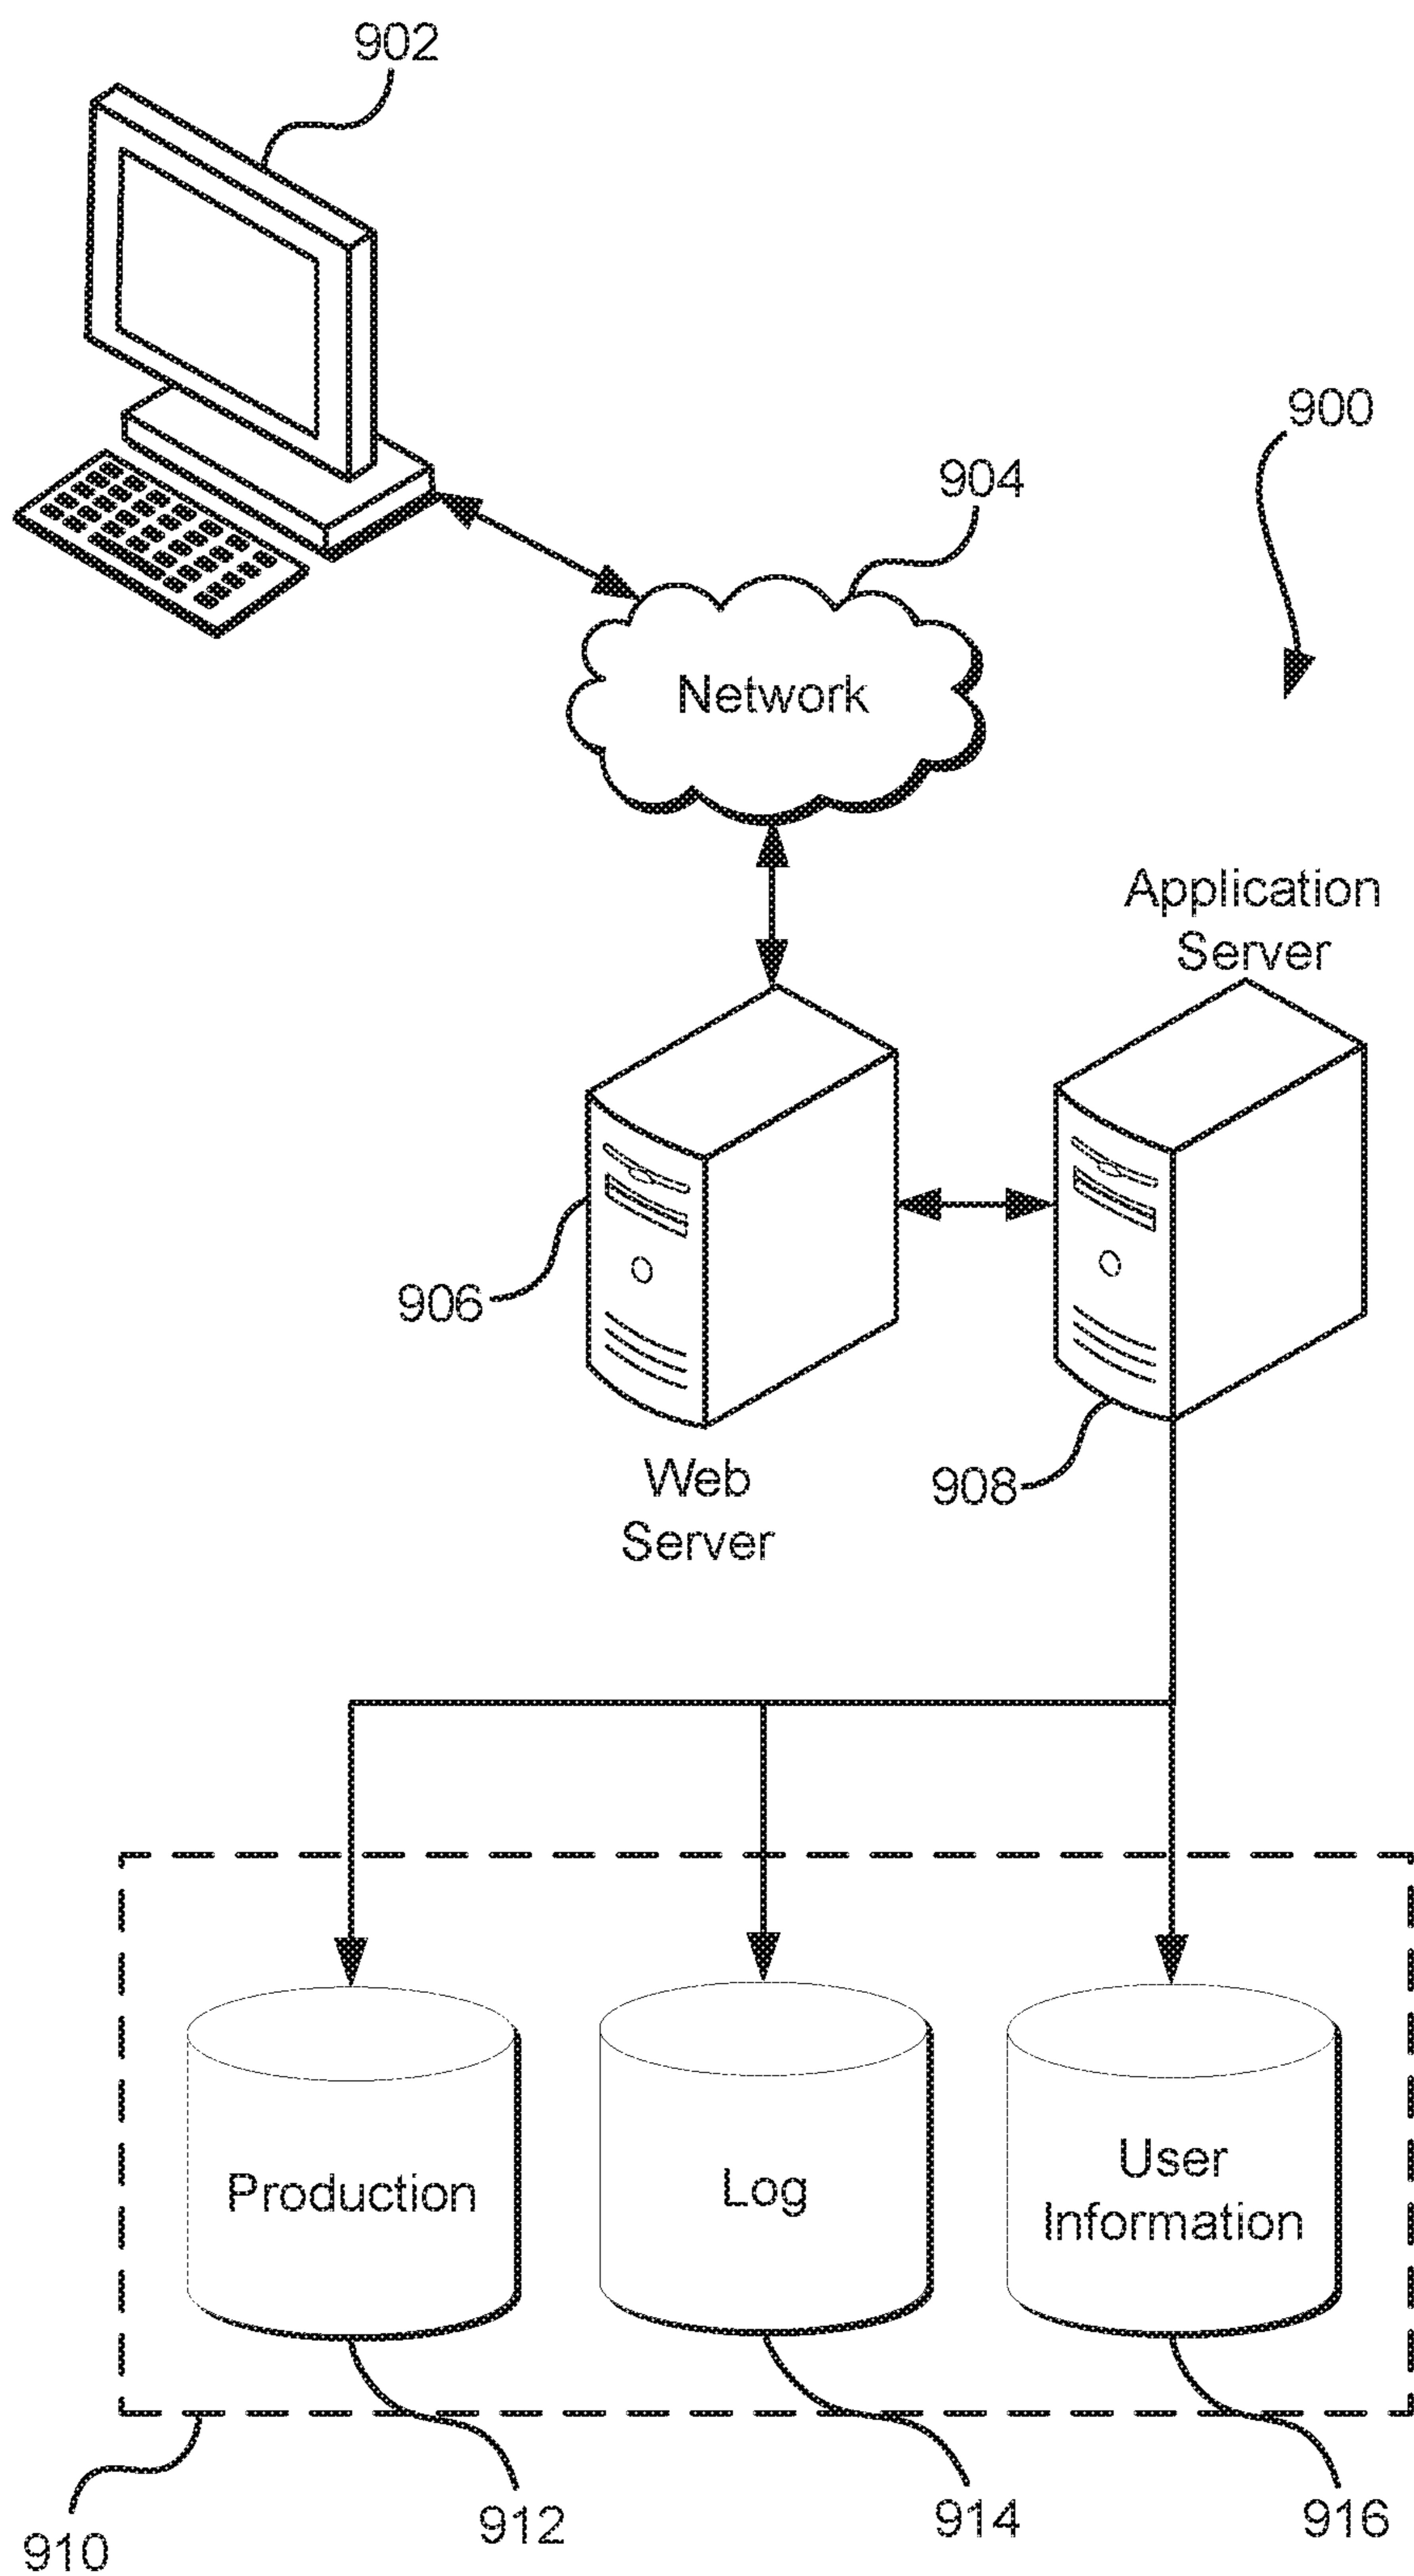 902
900
904
Network
Application
Server
906
908
Web
Server
Production
Log
User
Information
910
912
914
916